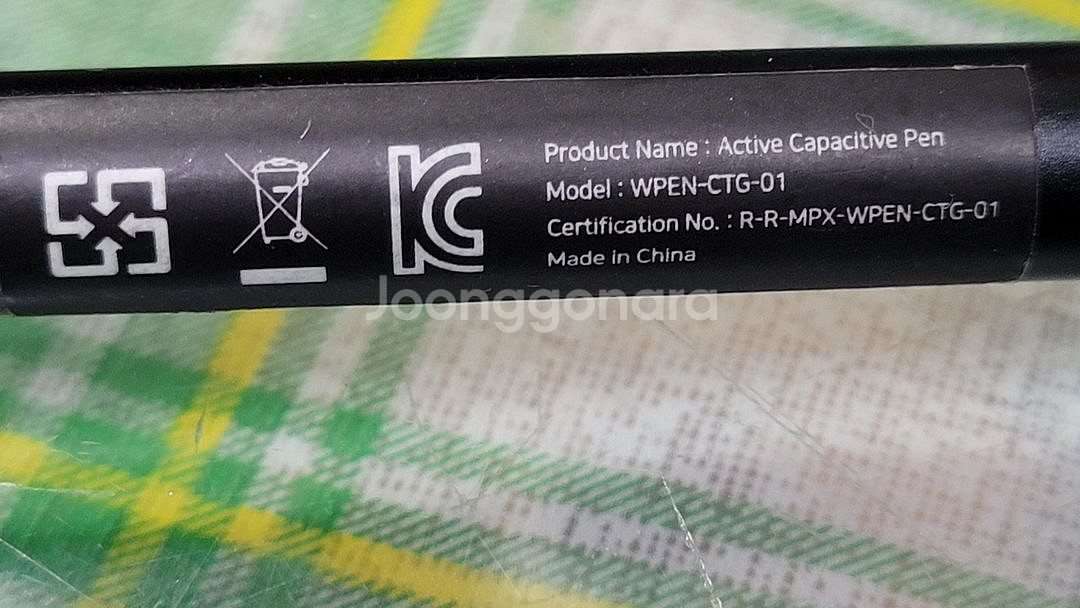 Product Name : Active Capacitive Pen
Model : WPEN-CTG-01
Certification No. : R-R-MPX-WPEN-CTG-01
Made in China
Joonggonara